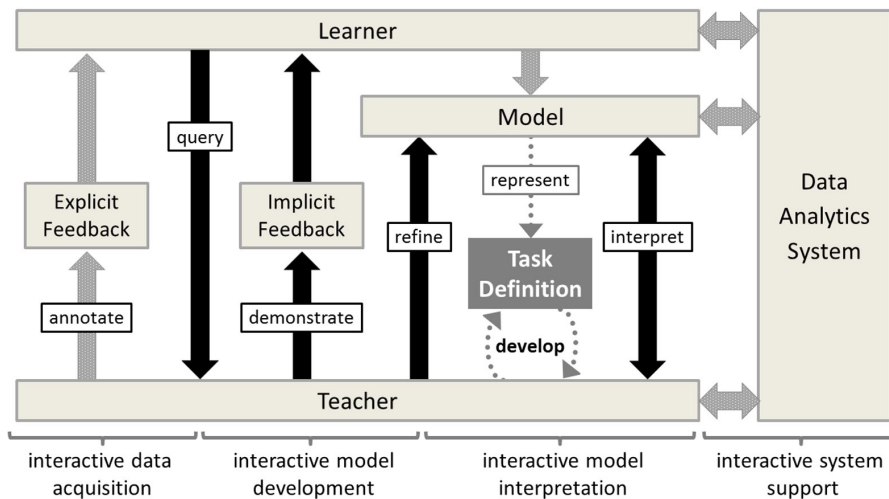 Learner
query
Model
represent
Explicit
Feedback
Implicit
Feedback
refine
interpret
Data
Analytics
System
Task
Definition
annotate
demonstrate
develop
Teacher
interactive data
acquisition
interactive model
development
interactive model
interpretation
interactive system
support